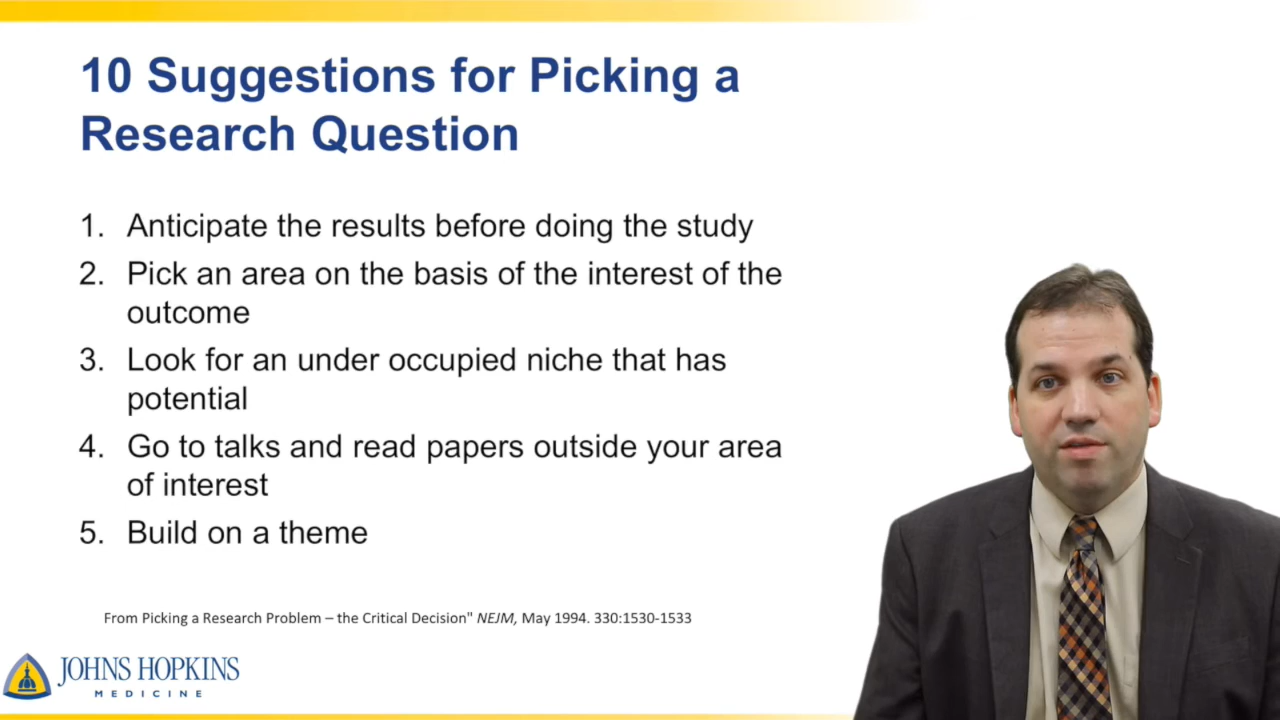 10 Suggestions for Picking a
Research Question
1. Anticipate the results before doing the study
2. Pick an area on the basis of the interest of the
outcome
3. Look for an under occupied niche that has
potential
4. Go to talks and read papers outside your area
of interest
5. Build on a theme
From Picking a Research Problem – the Critical Decision" NEJM, May 1994. 330:1530-1533
JOHNS HOPKINS
MEDICINE